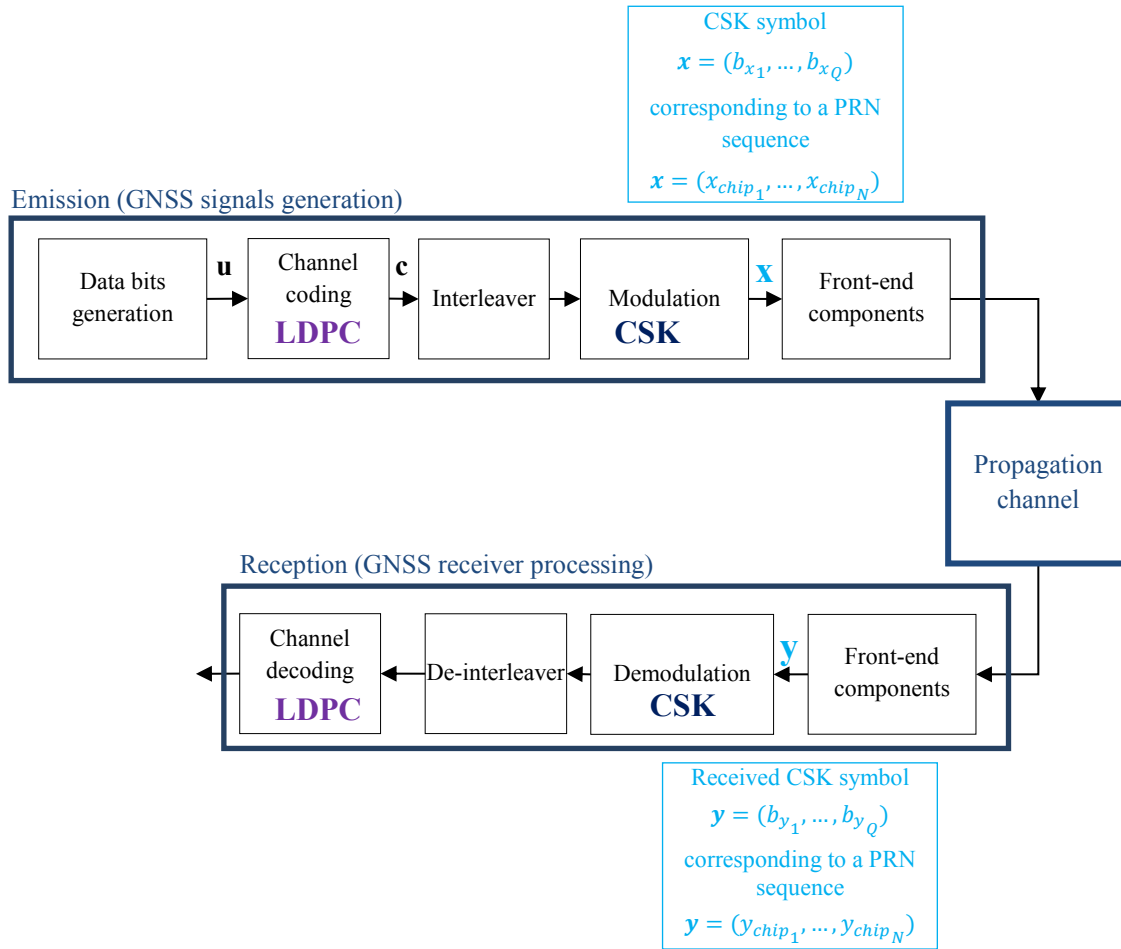 CSK symbol
𝒙 = (b_{x_1}, … , b_{x_Q})
corresponding to a PRN
sequence
𝒙 = (x_{chip_1}, … , x_{chip_N})
Emission (GNSS signals generation)
Data bits
generation
u
Channel
coding
LDPC
c
Interleaver
Modulation
CSK
x
Front-end
components
Propagation
channel
Reception (GNSS receiver processing)
Channel
decoding
LDPC
De-interleaver
Demodulation
CSK
y
Front-end
components
Received CSK symbol
𝒚 = (b_{y_1}, … , b_{y_Q})
corresponding to a PRN
sequence
𝒚 = (y_{chip_1}, … , y_{chip_N})